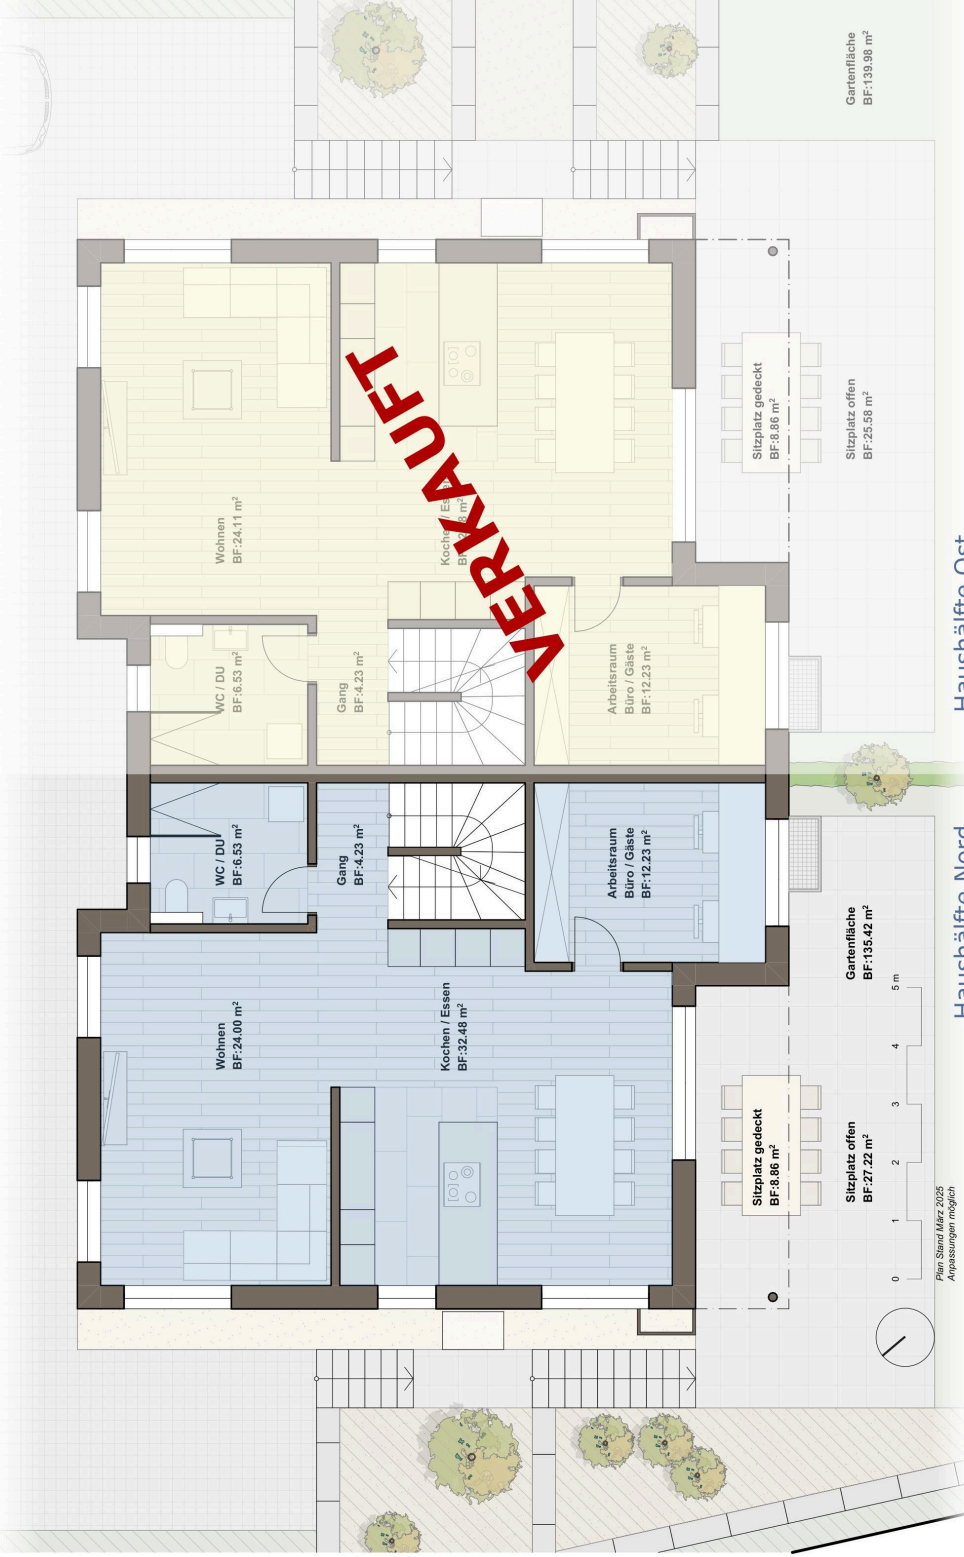 Gartenfläche
BF:139.98 m²
Sitzplatz gedeckt
BF:8.86 m²
Sitzplatz offen
BF:25.58 m²
Wohnen
BF:24.11 m²
VERKAUFT
WC / DU
BF:6.53 m²
Gang
BF:4.23 m²
Arbeitsraum
Büro / Gäste
BF:12.23 m²
Haushälfte Ost
WC / DU
BF:6.53 m²
Gang
BF:4.23 m²
Arbeitsraum
Büro / Gäste
BF:12.23 m²
Haushälfte Nord
Gartenfläche
BF:135.42 m²
Wohnen
BF:24.00 m²
Kochen / Essen
BF:32.48 m²
Sitzplatz gedeckt
BF:8.86 m²
Sitzplatz offen
BF:27.22 m²
0 1 2 3 4 5 m
Plan Stand März 2025
Anpassungen möglich